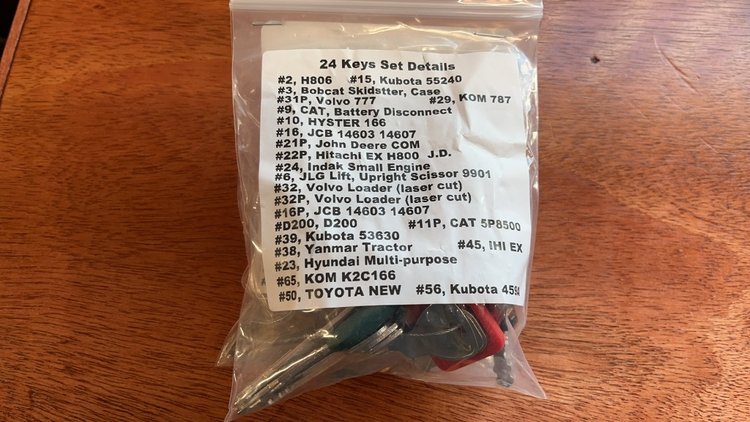 24 Keys Set Details
#2, H806 #15, Kubota 55240
#3, Bobcat Skidstter, Case
#31P, Volvo 777 #29, KOM 787
#9, CAT, Battery Disconnect
#10, HYSTER 166
#16, JCB 14603 14607
#21P, John Deere COM
#22P, Hitachi EX H800 J.D.
#24, Indak Small Engine
#6, JLG Lift, Upright Scissor 9901
#32, Volvo Loader (laser cut)
#32P, Volvo Loader (laser cut)
#16P, JCB 14603 14607
#D200, D200 #11P, CAT 5P8500
#39, Kubota 53630
#38, Yanmar Tractor #45, IHI EX
#23, Hyundai Multi-purpose
#65, KOM K2C166
#50, TOYOTA NEW #56, Kubota